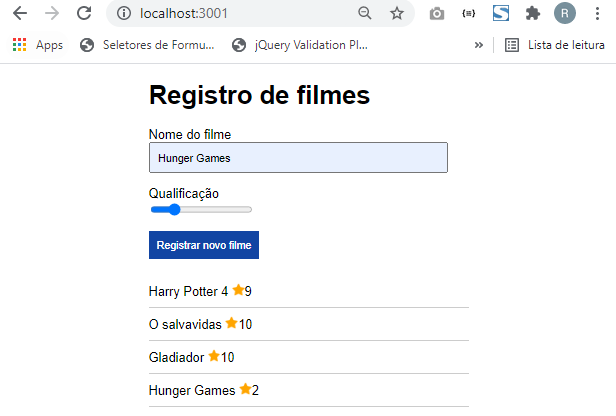 localhost:3001
Apps Seletores de Formu... jQuery Validation Pl... » Lista de leitura
R
Registro de filmes
Nome do filme
Hunger Games
Qualificação
Registrar novo filme
Harry Potter 4 ⭐9
O salvavidas ⭐10
Gladiador ⭐10
Hunger Games ⭐2